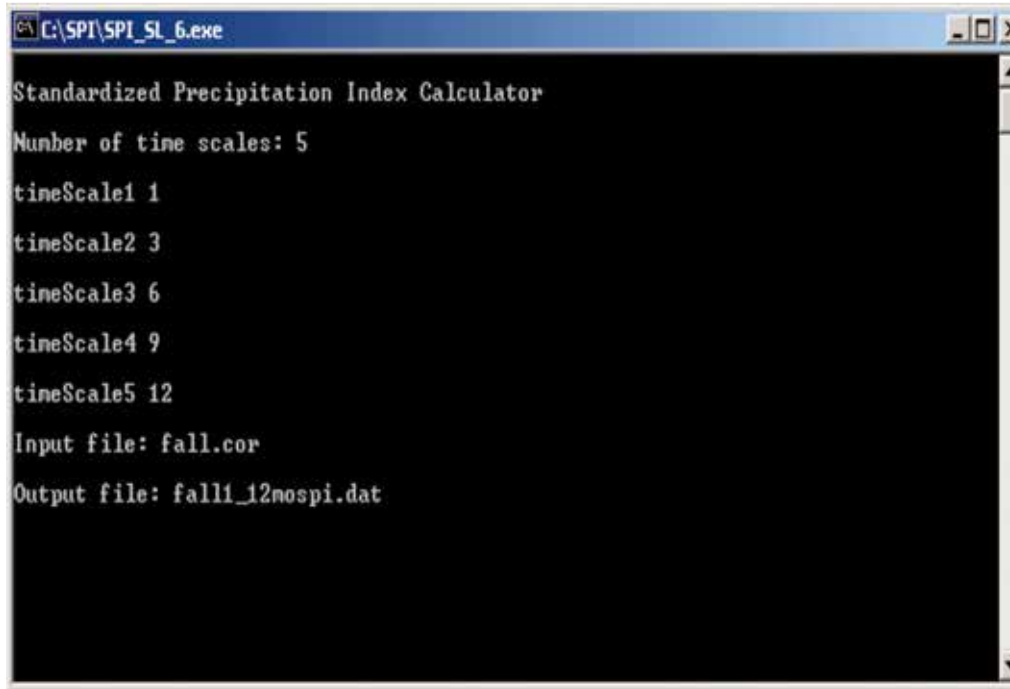 C:\SPI\SPI_SL_6.exe
Standardized Precipitation Index Calculator
Number of time scales: 5
timeScale1 1
timeScale2 3
timeScale3 6
timeScale4 9
timeScale5 12
Input file: fall.cor
Output file: fall1_12mospi.dat